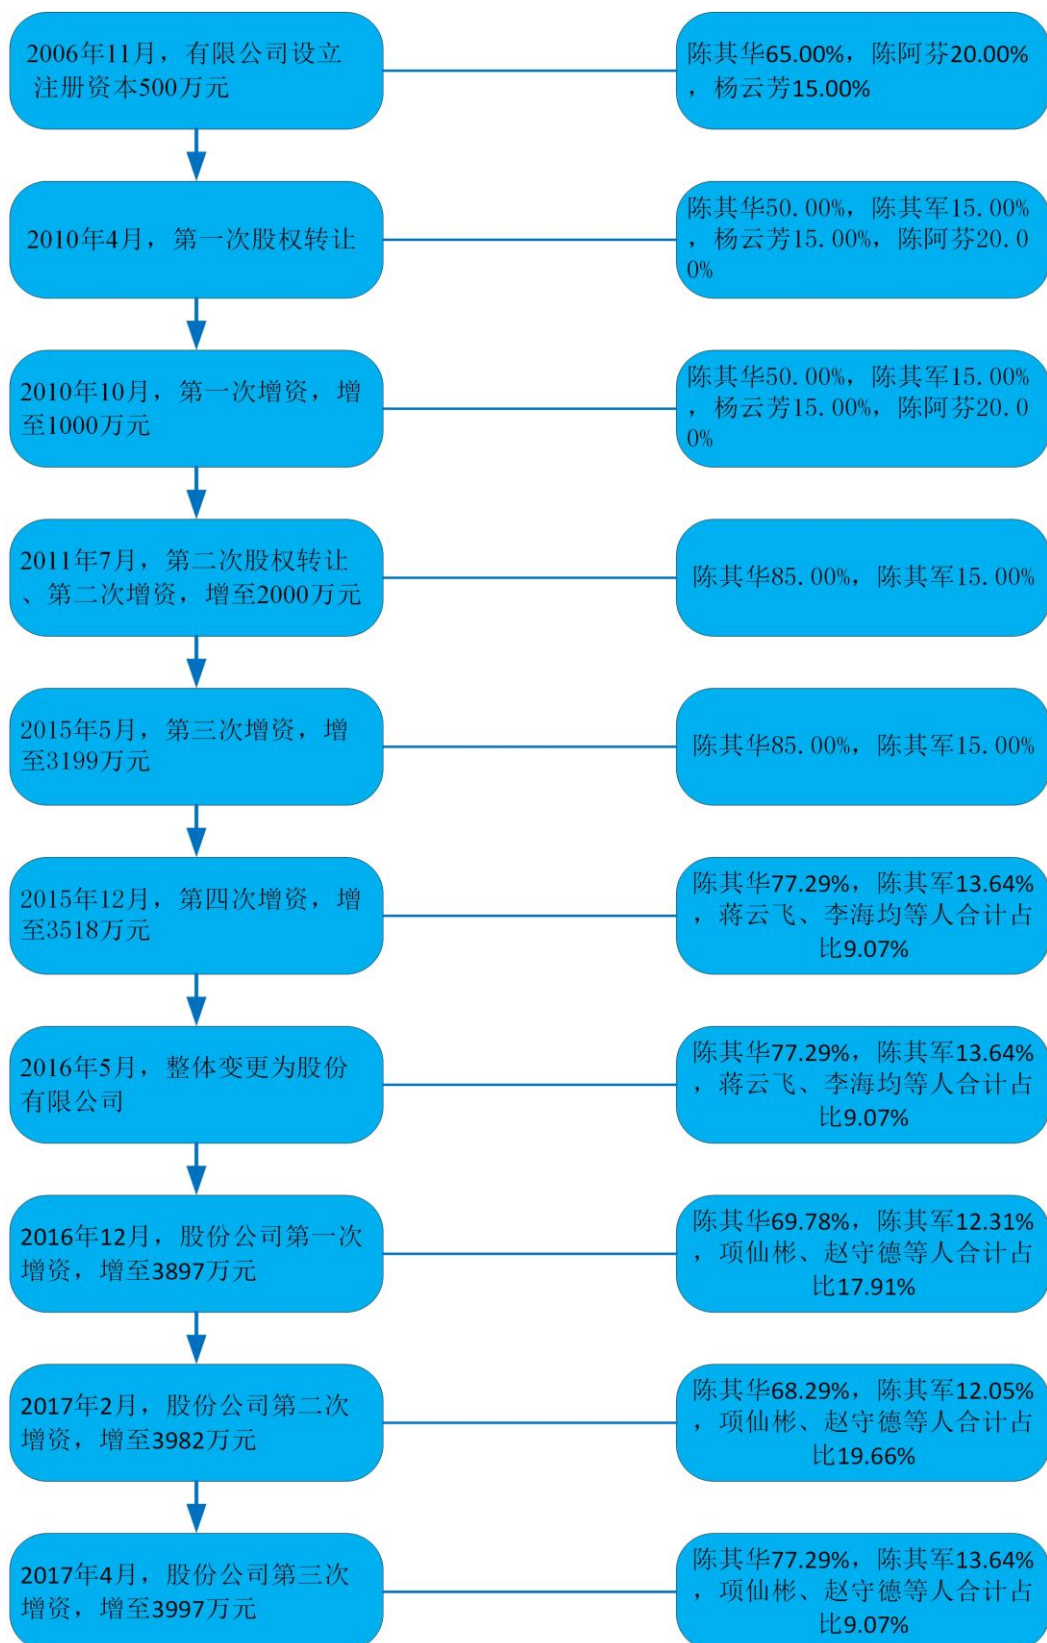 2006年11月，有限公司设立
注册资本500万元
陈其华65.00%，陈阿芬20.00%
，杨云芳15.00%
2010年4月，第一次股权转让
陈其华50.00%，陈其军15.00%
，杨云芳15.00%，陈阿芬20.0
0%
2010年10月，第一次增资，增
至1000万元
陈其华50.00%，陈其军15.00%
，杨云芳15.00%，陈阿芬20.0
0%
2011年7月，第二次股权转让
、第二次增资，增至2000万元
陈其华85.00%，陈其军15.00%
2015年5月，第三次增资，增
至3199万元
陈其华85.00%，陈其军15.00%
2015年12月，第四次增资，增
至3518万元
陈其华77.29%，陈其军13.64%
，蒋云飞、李海均等人合计占
比9.07%
2016年5月，整体变更为股份
有限公司
陈其华77.29%，陈其军13.64%
，蒋云飞、李海均等人合计占
比9.07%
2016年12月，股份公司第一次
增资，增至3897万元
陈其华69.78%，陈其军12.31%
，项仙彬、赵守德等人合计占
比17.91%
2017年2月，股份公司第二次
增资，增至3982万元
陈其华68.29%，陈其军12.05%
，项仙彬、赵守德等人合计占
比19.66%
2017年4月，股份公司第三次
增资，增至3997万元
陈其华77.29%，陈其军13.64%
，项仙彬、赵守德等人合计占
比9.07%